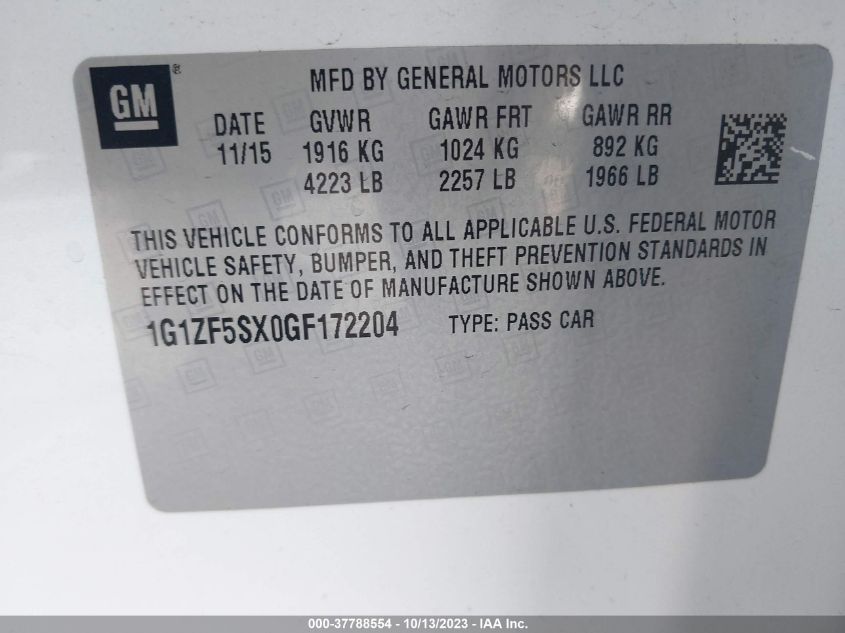 GM ®
MFD BY GENERAL MOTORS LLC
DATE GVWR GAWR FRT GAWR RR
11/15 1916 KG 1024 KG 892 KG
4223 LB 2257 LB 1966 LB
THIS VEHICLE CONFORMS TO ALL APPLICABLE U.S. FEDERAL MOTOR
VEHICLE SAFETY, BUMPER, AND THEFT PREVENTION STANDARDS IN
EFFECT ON THE DATE OF MANUFACTURE SHOWN ABOVE.
1G1ZF5SX0GF172204 TYPE: PASS CAR
000-37788554 - 10/13/2023 - IAA Inc.